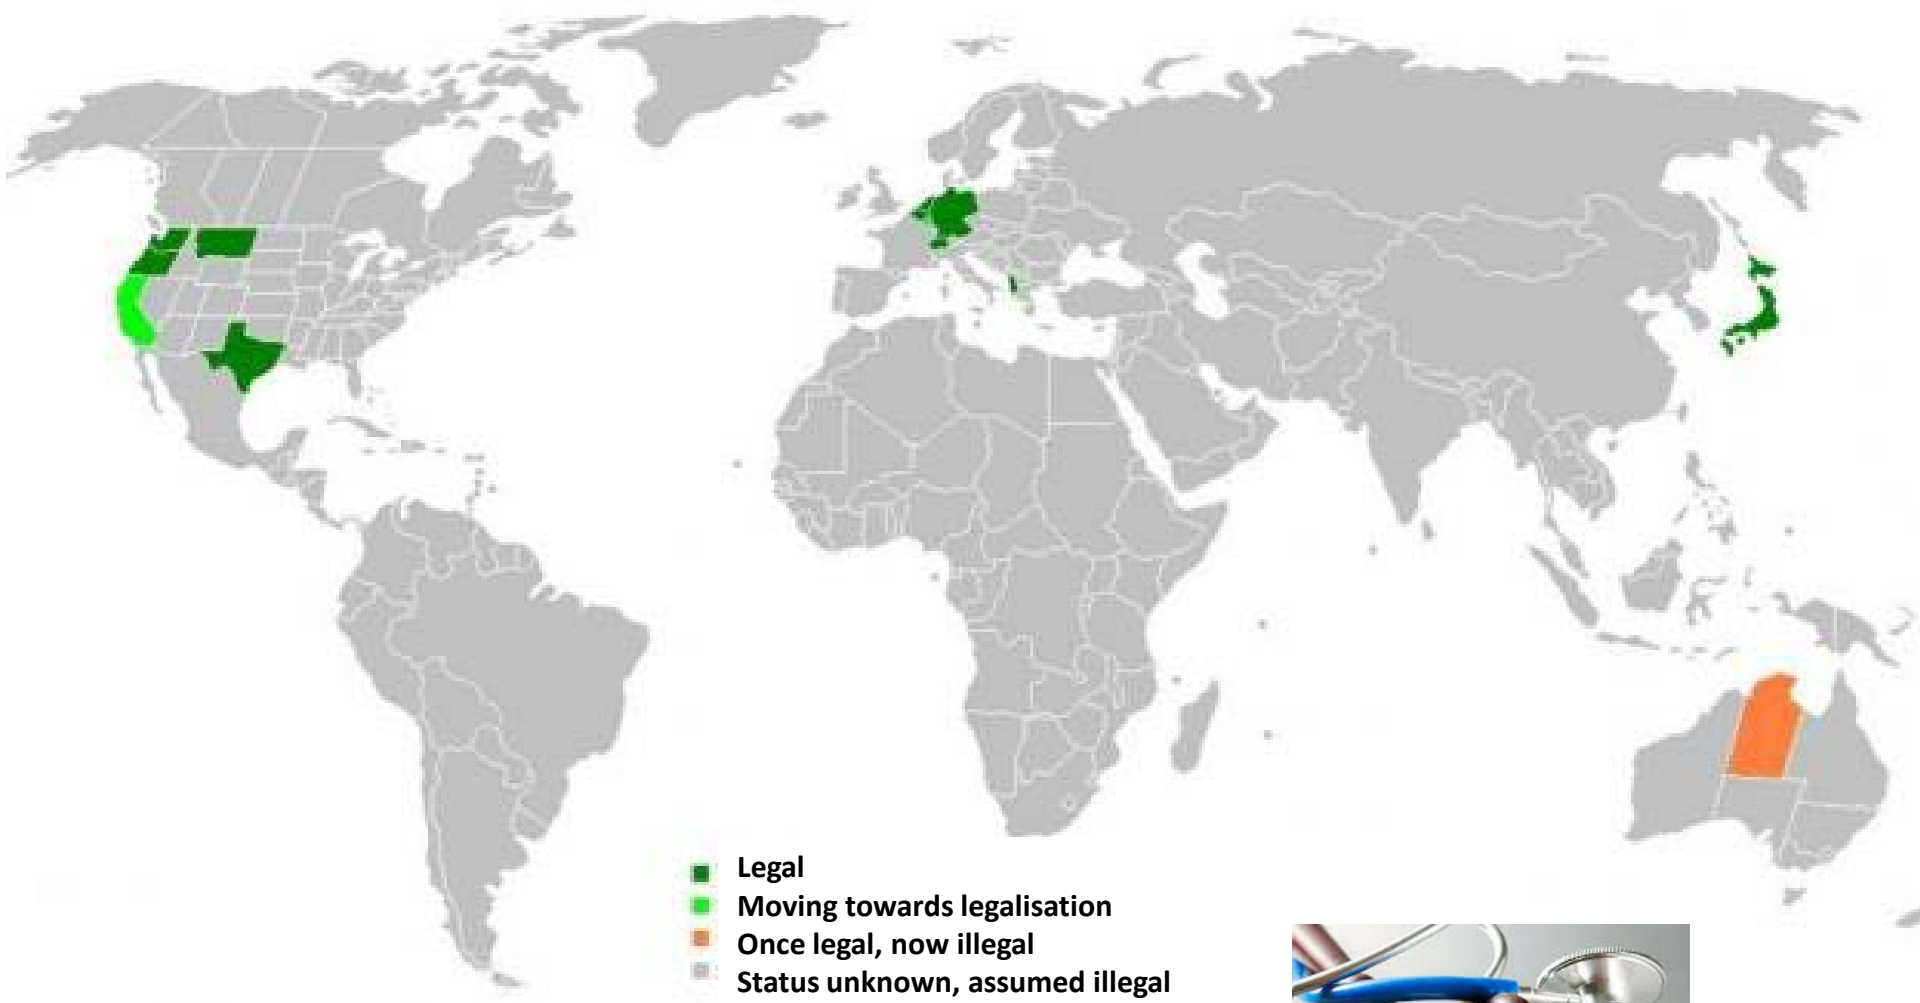 Legal
Moving towards legalisation
Once legal, now illegal
Status unknown, assumed illegal